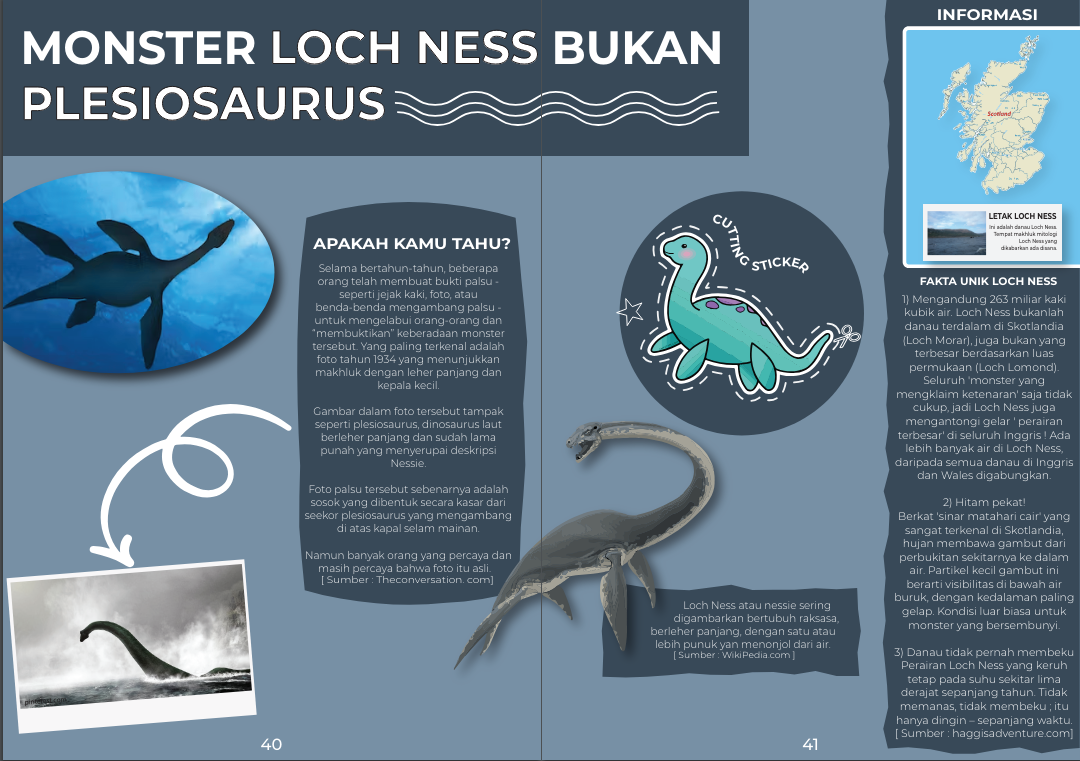 MONSTER LOCH NESS BUKAN
PLESIOSAURUS
APAKAH KAMU TAHU?
Selama bertahun-tahun, beberapa
orang telah membuat bukti palsu -
seperti jejak kaki, foto, atau
benda-benda mengambang palsu -
untuk mengelabui orang-orang dan
“membuktikan” keberadaan monster
tersebut. Yang paling terkenal adalah
foto tahun 1934 yang menunjukkan
makhluk dengan leher panjang dan
kepala kecil.
Gambar dalam foto tersebut tampak
seperti plesiosaurus, dinosaurus laut
berleher panjang dan sudah lama
punah yang menyerupai deskripsi
Nessie.
Foto palsu tersebut sebenarnya adalah
sosok yang dibentuk secara kasar dari
seekor plesiosaurus yang mengambang
di atas kapal selam mainan.
Namun banyak orang yang percaya dan
masih percaya bahwa foto itu asli.
[ Sumber : Theconversation. com]
CUTTING STICKER
Loch Ness atau nessie sering
digambarkan bertubuh raksasa,
berleher panjang, dengan satu atau
lebih punuk yan menonjol dari air.
[ Sumber : WikiPedia.com ]
40
41
INFORMASI
Scotland
LETAK LOCH NESS
Ini adalah danau Loch Ness.
Tempat makhluk mitologi
Loch Ness yang
dikabarkan ada disana.
FAKTA UNIK LOCH NESS
1) Mengandung 263 miliar kaki
kubik air. Loch Ness bukanlah
danau terdalam di Skotlandia
(Loch Morar), juga bukan yang
terbesar berdasarkan luas
permukaan (Loch Lomond).
Seluruh 'monster yang
mengklaim ketenaran' saja tidak
cukup, jadi Loch Ness juga
mengantongi gelar ' perairan
terbesar' di seluruh Inggris ! Ada
lebih banyak air di Loch Ness,
daripada semua danau di Inggris
dan Wales digabungkan.
2) Hitam pekat!
Berkat 'sinar matahari cair' yang
sangat terkenal di Skotlandia,
hujan membawa gambut dari
perbukitan sekitarnya ke dalam
air. Partikel kecil gambut ini
berarti visibilitas di bawah air
buruk, dengan kedalaman paling
gelap. Kondisi luar biasa untuk
monster yang bersembunyi.
3) Danau tidak pernah membeku
Perairan Loch Ness yang keruh
tetap pada suhu sekitar lima
derajat sepanjang tahun. Tidak
memanas, tidak membeku ; itu
hanya dingin – sepanjang waktu.
[ Sumber : haggisadventure.com]